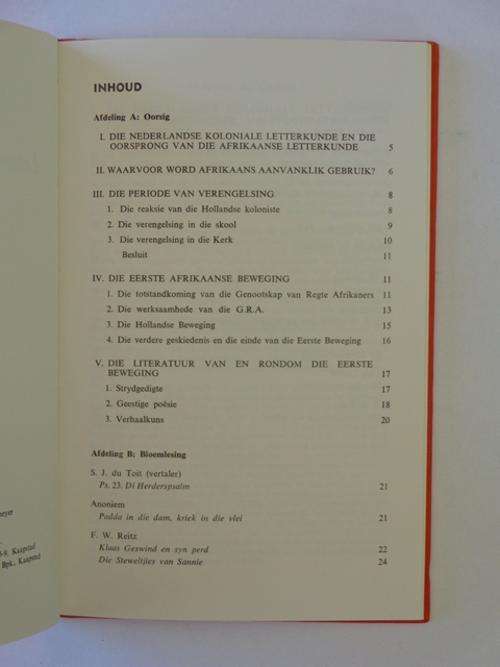 INHOUD
Afdeling A: Oorsig
I. DIE NEDERLANDSE KOLONIALE LETTERKUNDE EN DIE
OORSPRONG VAN DIE AFRIKAANSE LETTERKUNDE 5
II. WAARVOOR WORD AFRIKAANS AANVANKLIK GEBRUIK? 6
III. DIE PERIODE VAN VERENGELSING 8
1. Die reaksie van die Hollandse koloniste 8
2. Die verengelsing in die skool 9
3. Die verengelsing in die Kerk 10
Besluit 11
IV. DIE EERSTE AFRIKAANSE BEWEGING 11
1. Die totstandkoming van die Genootskap van Regte Afrikaners 11
2. Die werksaamhede van die G.R.A. 13
3. Die Hollandse Beweging 15
4. Die verdere geskiedenis en die einde van die Eerste Beweging 16
V. DIE LITERATUUR VAN EN RONDOM DIE EERSTE
BEWEGING 17
1. Strydgedigte 17
2. Geestige poësie 18
3. Verhaalkuns 20
Afdeling B: Bloemlesing
S. J. du Toit (vertaler)
Ps. 23. Di Herderspsalm 21
Anoniem
Padda in die dam, kriek in die vlei 21
F. W. Reitz
Klaas Geswind en syn perd 22
Die Steweltjies van Sannie 24
Kaapstad
Bpk., Kaapstad